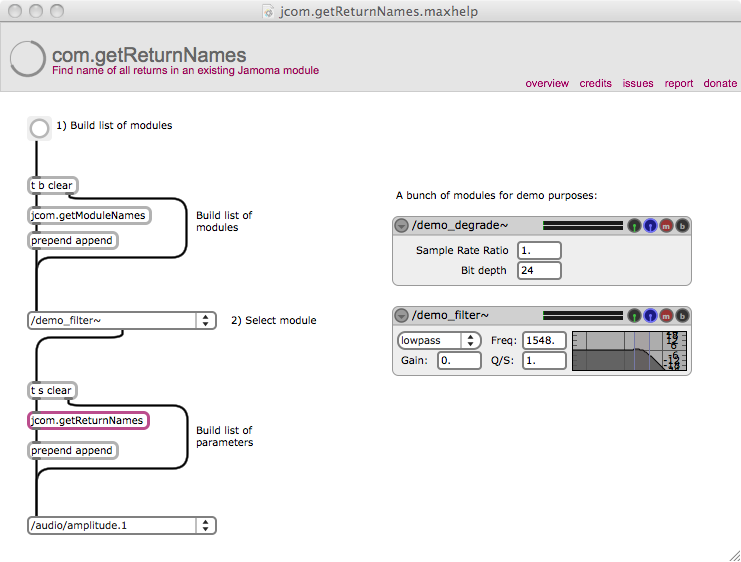 jcom.getReturnNames.maxhelp
com.getReturnNames
Find name of all returns in an existing Jamoma module
overview credits issues report donate
1) Build list of modules
t b clear
jcom.getModuleNames
prepend append
Build list of
modules
/demo_filter~
2) Select module
t s clear
jcom.getReturnNames
prepend append
Build list of
parameters
/audio/amplitude.1
A bunch of modules for demo purposes:
/demo_degrade~
m b
Sample Rate Ratio 1.
Bit depth 24
/demo_filter~
m b
lowpass Freq: 1548.
Gain: 0. Q/S: 1.